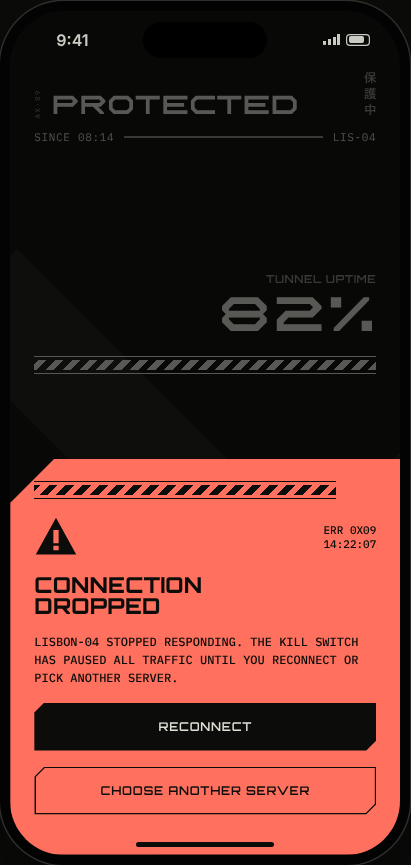 9:41
保護中
AX-09
PROTECTED
SINCE 08:14 LIS-04
TUNNEL UPTIME
82%
ERR 0X09
14:22:07
CONNECTION
DROPPED
LISBON-04 STOPPED RESPONDING. THE KILL SWITCH
HAS PAUSED ALL TRAFFIC UNTIL YOU RECONNECT OR
PICK ANOTHER SERVER.
RECONNECT
CHOOSE ANOTHER SERVER